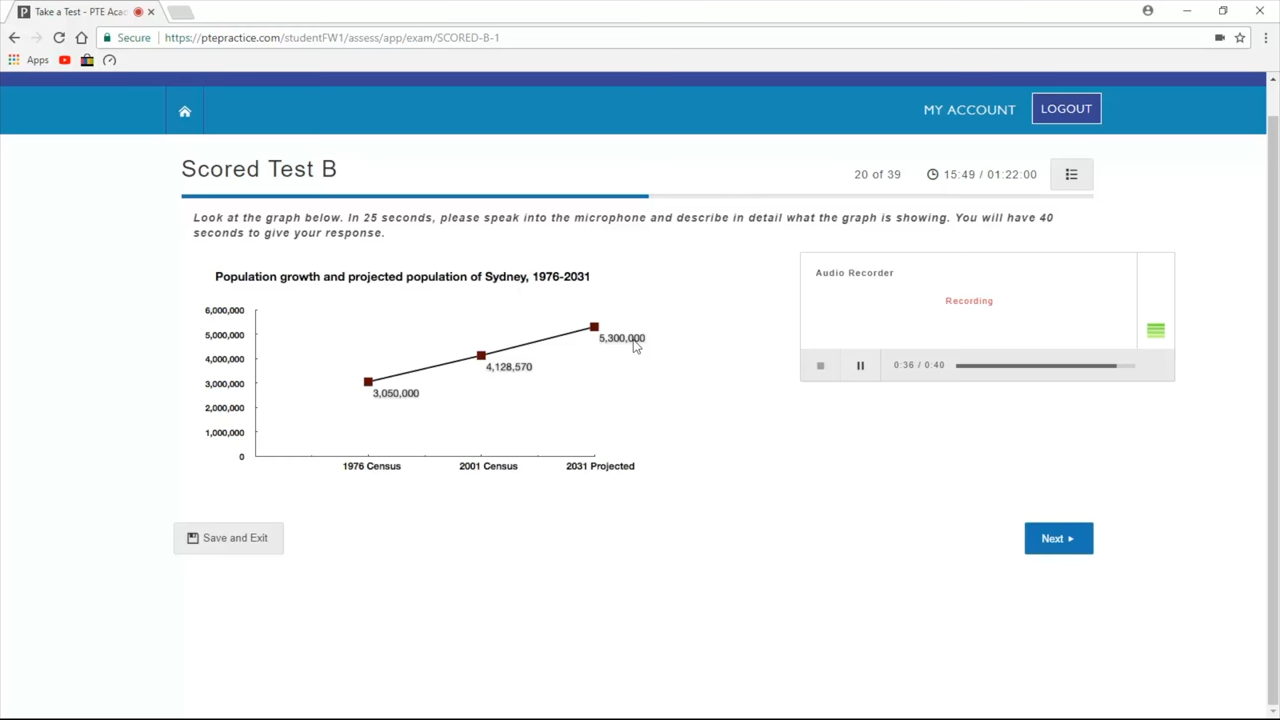 Take a Test - PTE Aca
Secure
https://ptepractice.com/studentFW1/assess/app/exam/SCORED-B-1
Apps
MY ACCOUNT
LOGOUT
Scored Test B
20 of 39
15:49 / 01:22:00
Look at the graph below. In 25 seconds, please speak into the microphone and describe in detail what the graph is showing. You will have 40
seconds to give your response.
Population growth and projected population of Sydney, 1976-2031
6,000,000
5,000,000
4,000,000
3,000,000
2,000,000
1,000,000
0
3,050,000
4,128,570
5,300,000
1976 Census
2001 Census
2031 Projected
Audio Recorder
Recording
0:36 / 0:40
Save and Exit
Next